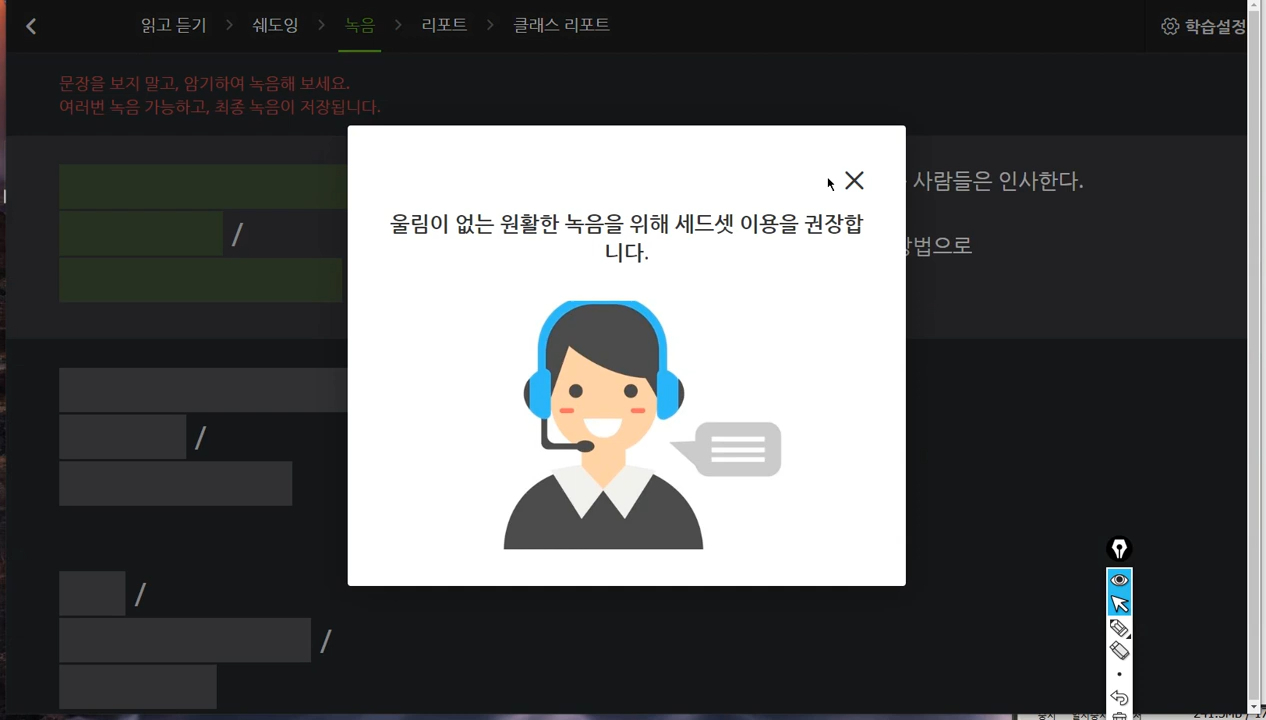 읽고 듣기 > 쉐도잉 > 녹음 > 리포트 > 클래스 리포트
학습설정
문장을 보지 말고, 암기하여 녹음해 보세요.
여러번 녹음 가능하고, 최종 녹음이 저장됩니다.
사람들은 인사한다.
/
방법으로
울림이 없는 원활한 녹음을 위해 세드셋 이용을 권장합
니다.
/
/
/